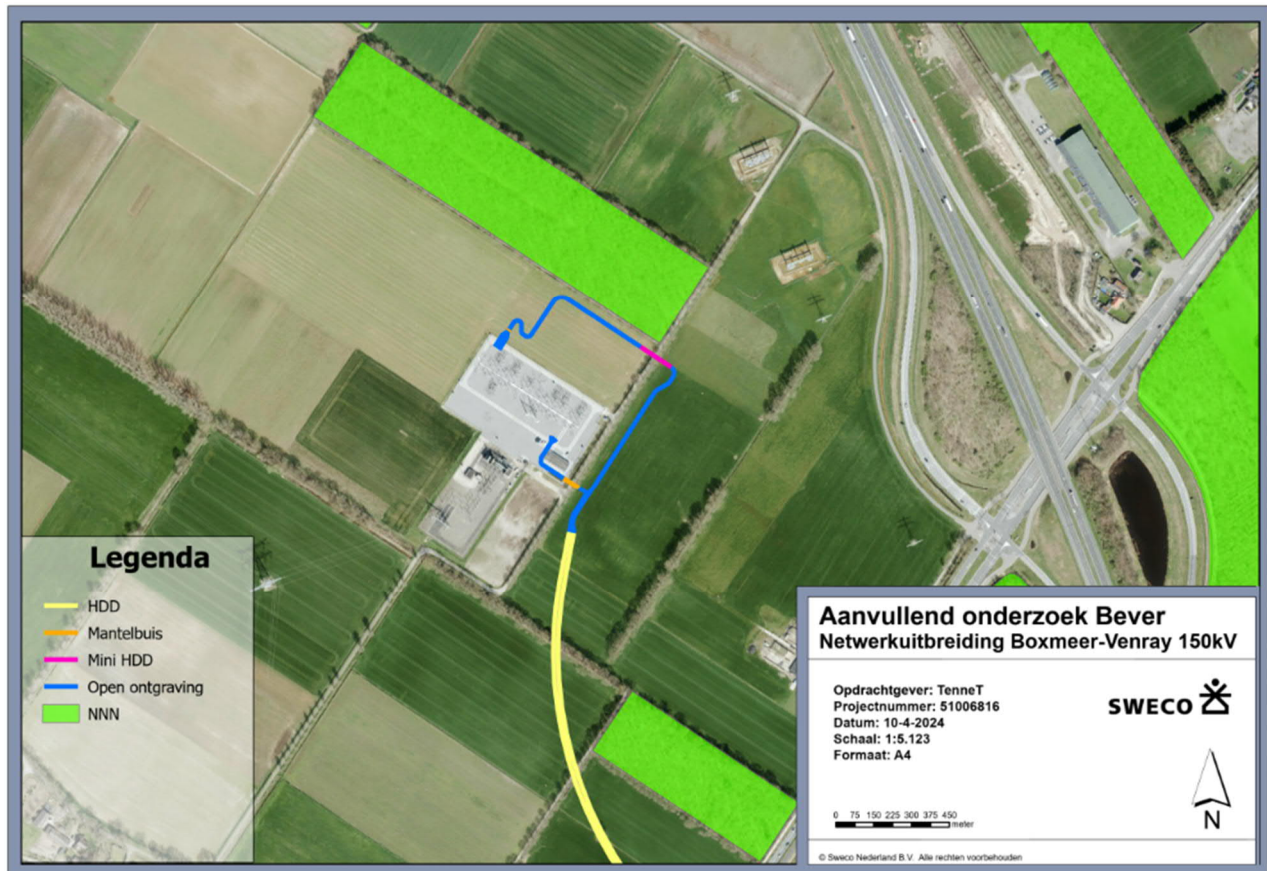 Legenda
HDD
Mantelbuis
Mini HDD
Open ontgraving
NNN
Aanvullend onderzoek Bever
Netwerkuitbreiding Boxmeer-Venray 150kV
Opdrachtgever: TenneT
Projectnummer: 51006816
Datum: 10-4-2024
Schaal: 1:5.123
Formaat: A4
SWECO
0 75 150 225 300 375 450
meter
N
© Sweco Nederland B.V. Alle rechten voorbehouden